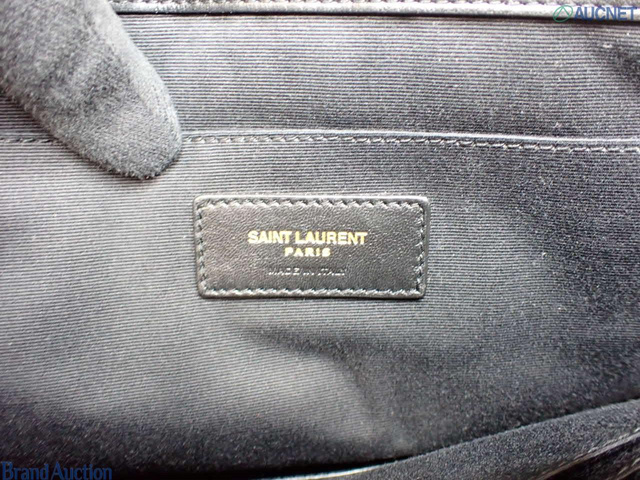 AUCNET
SAINT LAURENT
PARIS
MADE IN ITALY
Brand Auction